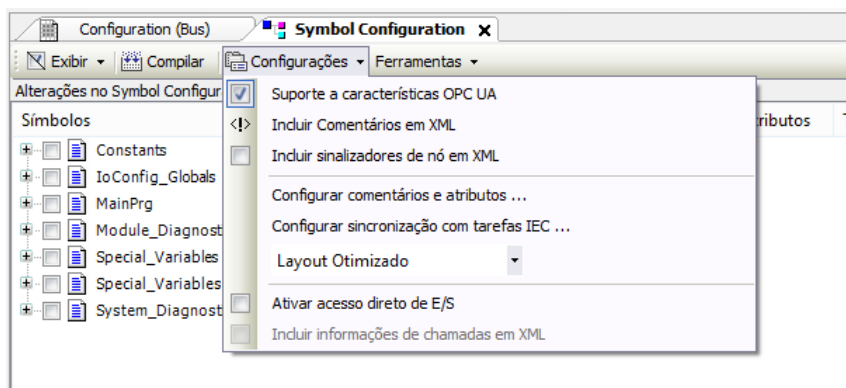 Configuration (Bus)
Symbol Configuration
Exibir
Compilar
Configurações
Ferramentas
Alterações no Symbol Configur
Símbolos
ributos
Constants
IoConfig_Globals
MainPrg
Module_Diagnost
Special_Variables
Special_Variables
System_Diagnost
Suporte a características OPC UA
Incluir Comentários em XML
Incluir sinalizadores de nó em XML
Configurar comentários e atributos ...
Configurar sincronização com tarefas IEC ...
Layout Otimizado
Ativar acesso direto de E/S
Incluir informações de chamadas em XML